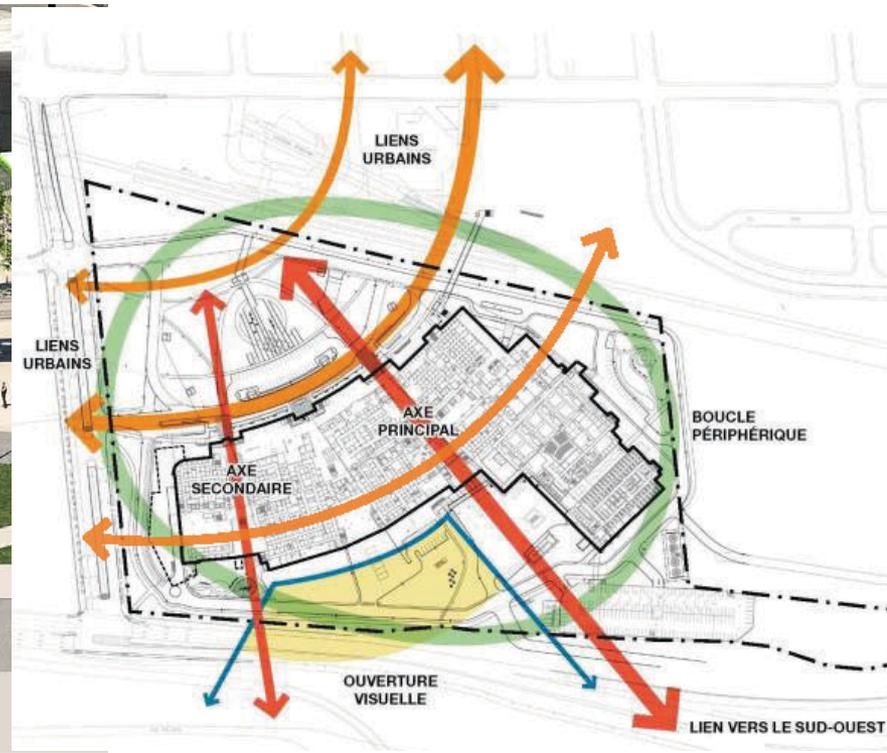 LIENS
URBAINS
LIENS
URBAINS
AXE
PRINCIPAL
BOUCLE
PÉRIPHÉRIQUE
AXE
SECONDAIRE
OUVERTURE
VISUELLE
LIEN VERS LE SUD-OUEST